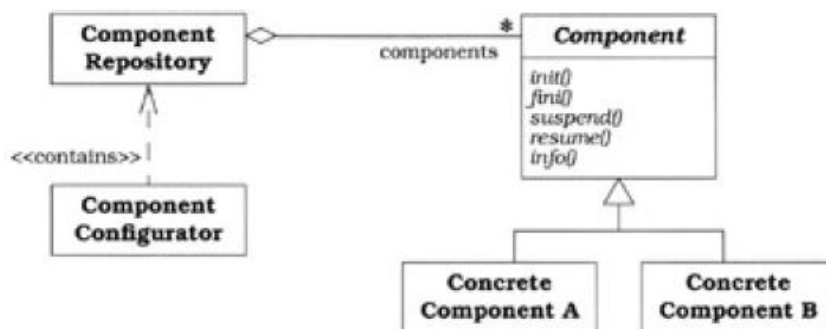 Component
Repository
*
components
Component
init()
fini()
suspend()
resume()
info()
<<contains>>
Component
Configurator
Concrete
Component A
Concrete
Component B